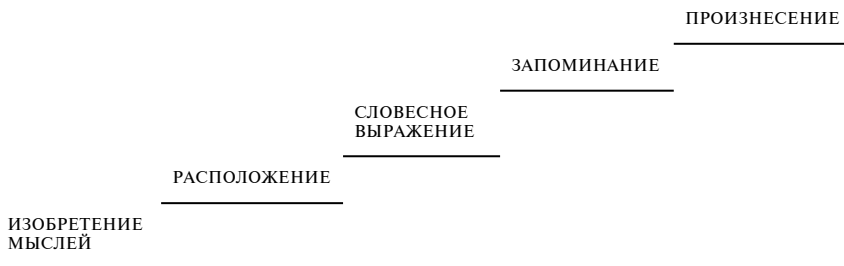 ПРОИЗНЕСЕНИЕ
ЗАПОМИНАНИЕ
СЛОВЕСНОЕ
ВЫРАЖЕНИЕ
РАСПОЛОЖЕНИЕ
ИЗОБРЕТЕНИЕ
МЫСЛЕЙ